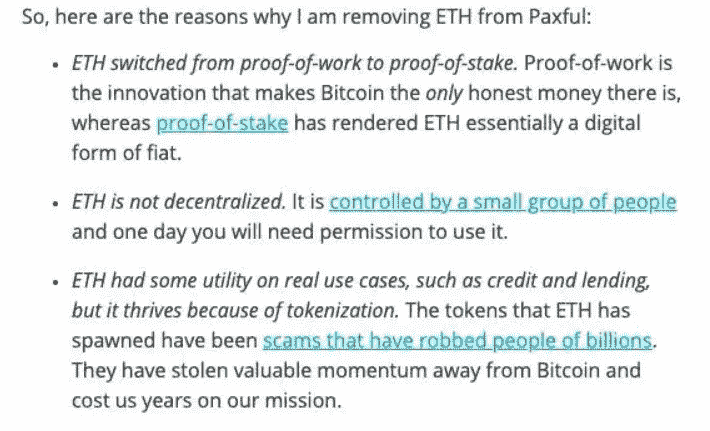 So, here are the reasons why I am removing ETH from Paxful:
• ETH switched from proof-of-work to proof-of-stake. Proof-of-work is
the innovation that makes Bitcoin the only honest money there is,
whereas proof-of-stake has rendered ETH essentially a digital
form of fiat.
• ETH is not decentralized. It is controlled by a small group of people
and one day you will need permission to use it.
• ETH had some utility on real use cases, such as credit and lending,
but it thrives because of tokenization. The tokens that ETH has
spawned have been scams that have robbed people of billions.
They have stolen valuable momentum away from Bitcoin and
cost us years on our mission.